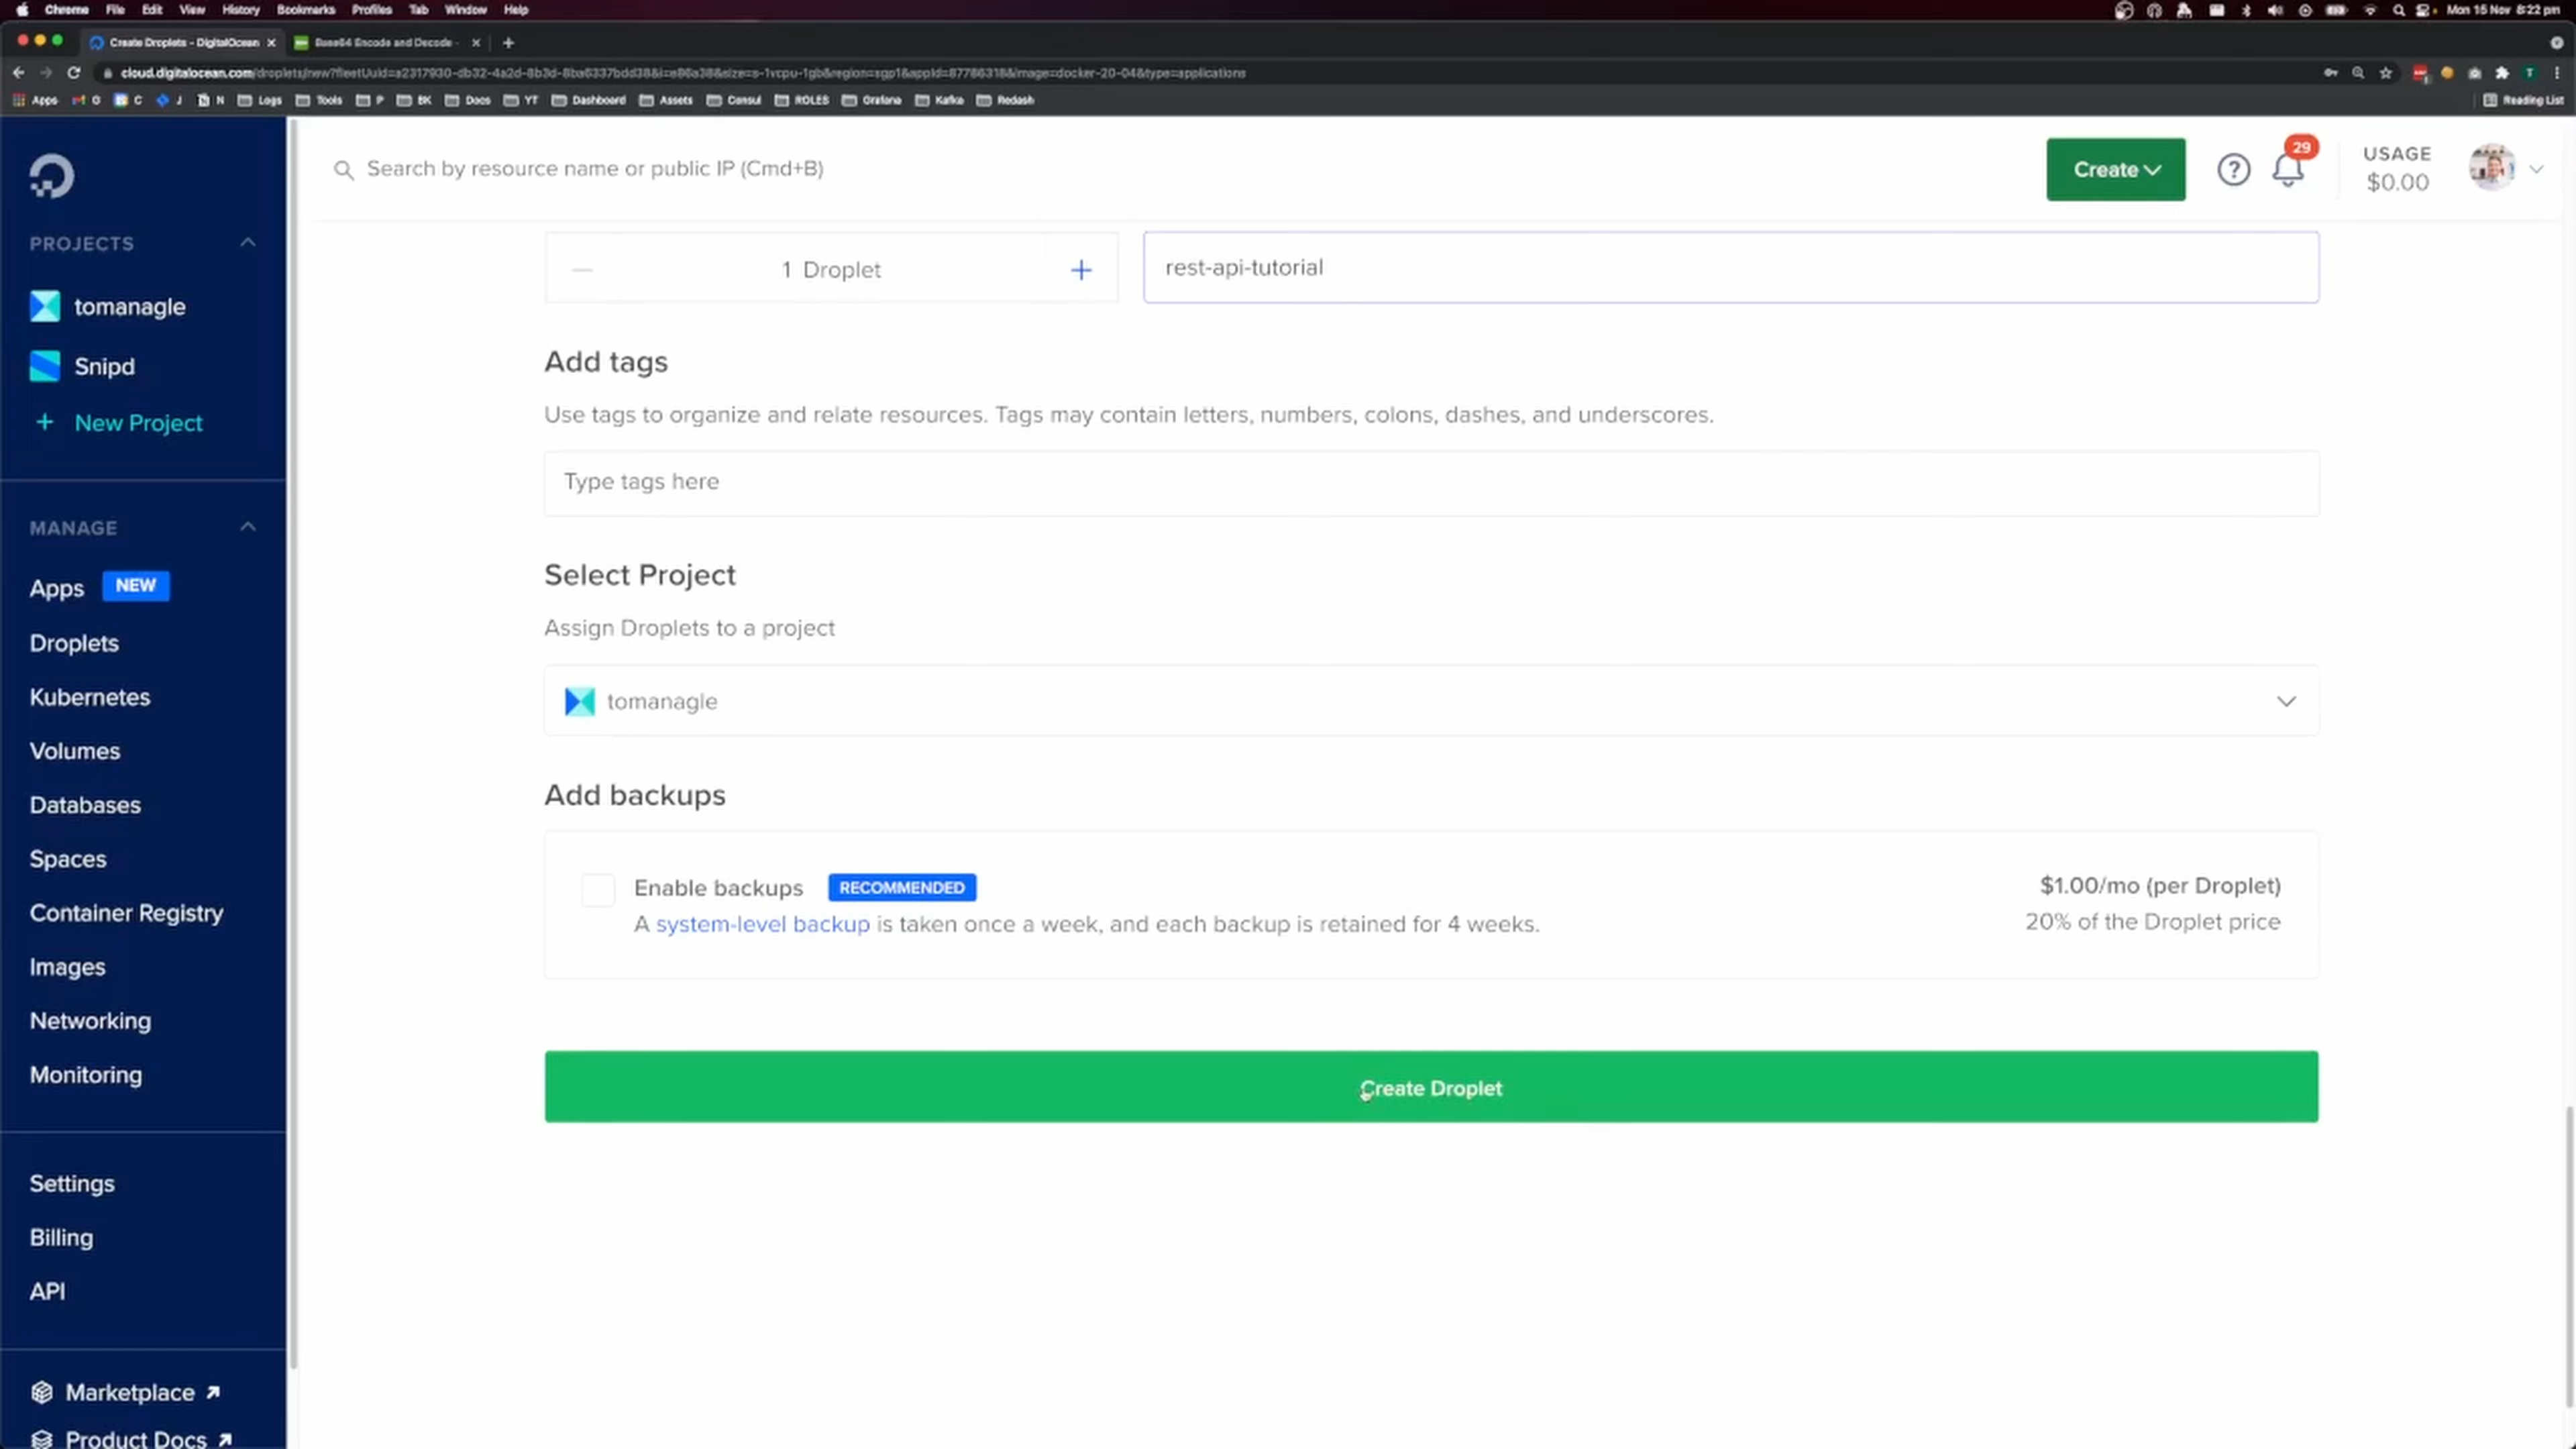 Chrome File Edit View History Bookmarks Profiles Tab Window Help
Mon 15 Nov 8:22 pm
Create Droplets - DigitalOcean
Base64 Encode and Decode -
cloud.digitalocean.com/droplets/new?fleetUuid=a2317930-db32-4a2d-8b3d-8ba6337bdd38&i=e86a38&size=s-1vcpu-1gb&region=sgp1&appId=87786318&image=docker-20-04&type=applications
Apps G C J N Logs Tools P BK Docs YT Dashboard Assets Consul ROLES Grafana Kafka Redash
Reading List
Search by resource name or public IP (Cmd+B)
Create
29
USAGE
$0.00
PROJECTS
tomanagle
Snipd
+ New Project
MANAGE
Apps NEW
Droplets
Kubernetes
Volumes
Databases
Spaces
Container Registry
Images
Networking
Monitoring
Settings
Billing
API
Marketplace
Product Docs
1 Droplet
rest-api-tutorial
Add tags
Use tags to organize and relate resources. Tags may contain letters, numbers, colons, dashes, and underscores.
Type tags here
Select Project
Assign Droplets to a project
tomanagle
Add backups
Enable backups RECOMMENDED
A system-level backup is taken once a week, and each backup is retained for 4 weeks.
$1.00/mo (per Droplet)
20% of the Droplet price
Create Droplet